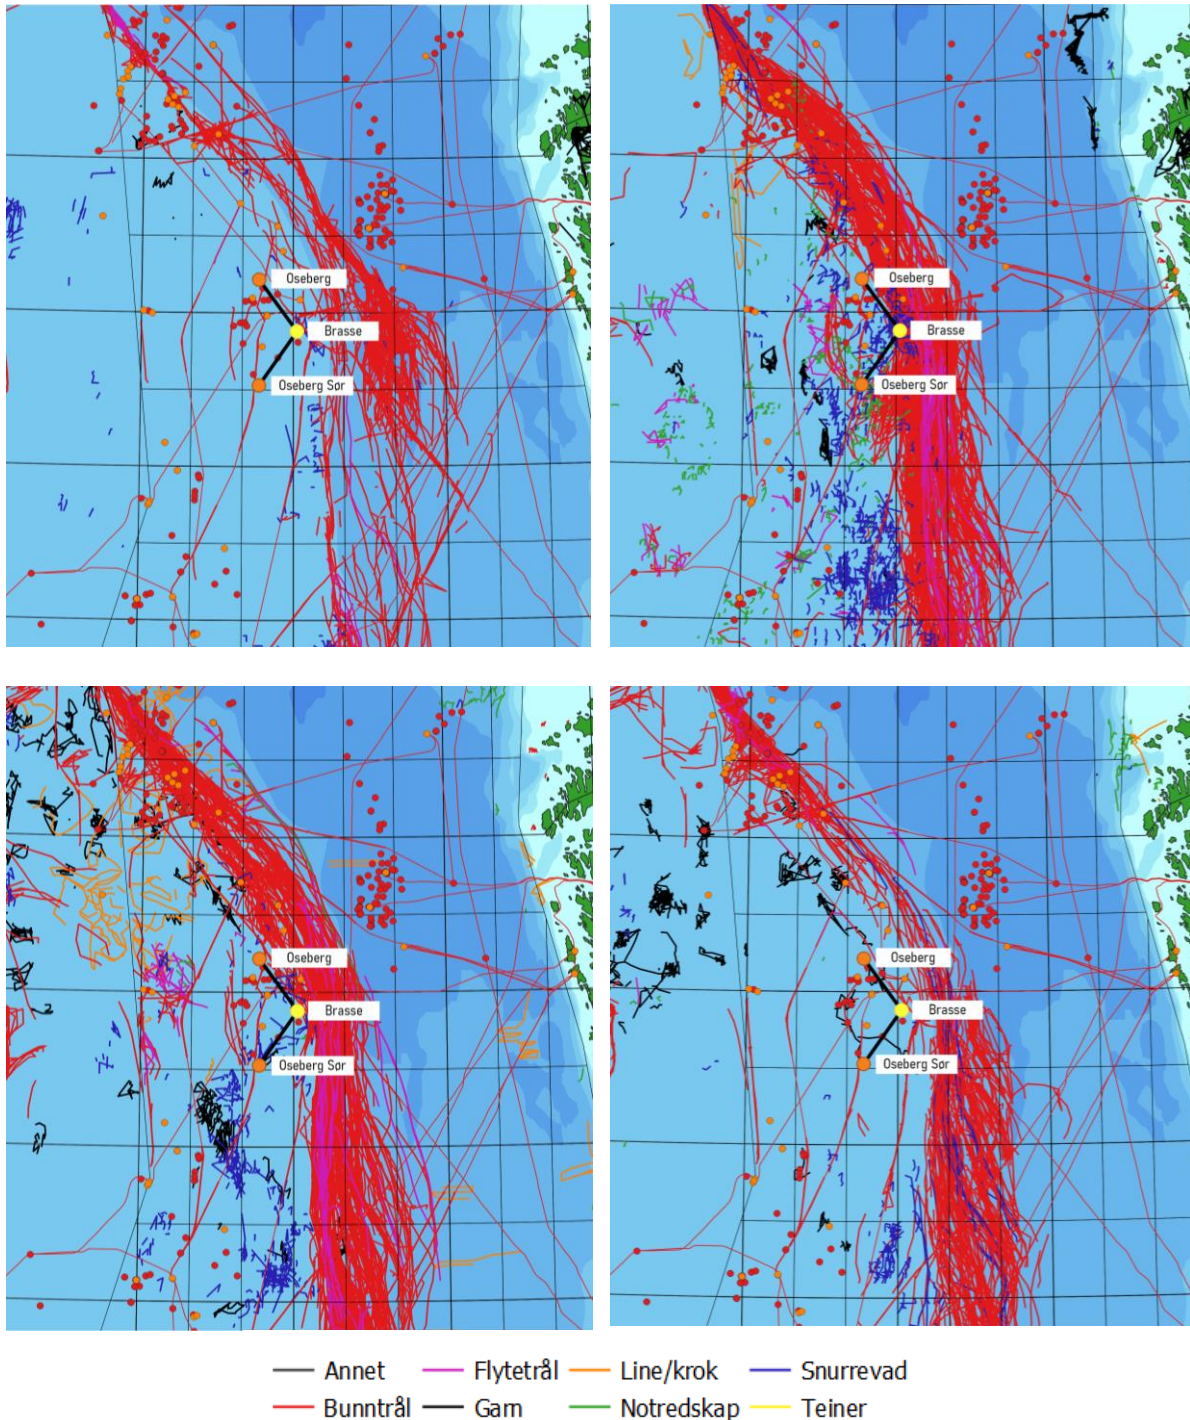 Oseberg
Brasse
Oseberg Sør
Oseberg
Brasse
Oseberg Sør
Oseberg
Brasse
Oseberg Sør
Oseberg
Brasse
Oseberg Sør
Annet Flytetrål Line/krok Snurrevad
Bunntrål Garn Notredskap Teiner